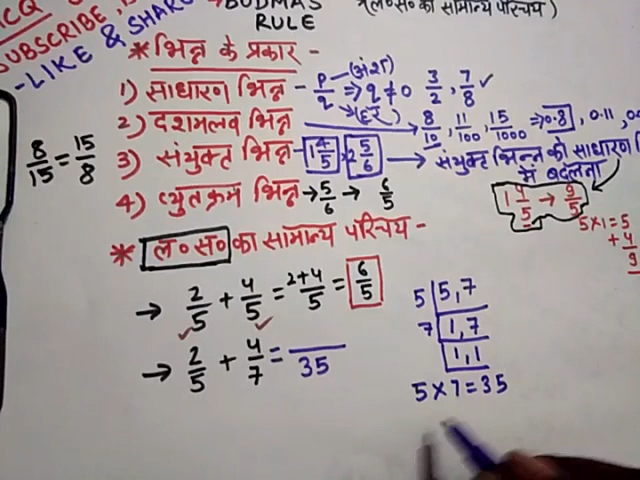 CQ
SUBSCRIBE,
-LIKE & SHARE
BODMAS
RULE
(ल०स० का सामान्य परिचय)
* भिन्न के प्रकार -
1) साधारण भिन्न - p/q (अंश) (हर) ⇒ q ≠ 0 3/2, 7/8 ✓
2) दशमलव भिन्न → 8/10, 11/100, 15/1000 ⇒ 0.8, 0.11,
3) संयुक्त भिन्न - 1 4/5, 2 5/6 → संयुक्त भिन्न को साधारण
में बदलना
8/15 = 15/8
4) व्युत्क्रम भिन्न → 5/6 → 6/5
1 4/5 → 9/5
5×1=5
+4
9
* ल०स० का सामान्य परिचय -
→ 2/5 + 4/5 = 2+4/5 = 6/5
→ 2/5 + 4/7 = /35
5 | 5, 7
7 | 1, 7
1, 1
5×7=35